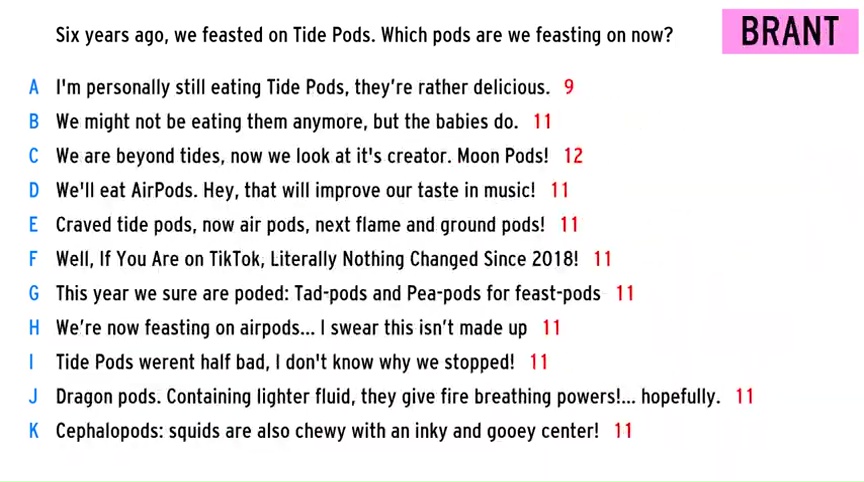 Six years ago, we feasted on Tide Pods. Which pods are we feasting on now?
BRANT
A I'm personally still eating Tide Pods, they're rather delicious. 9
B We might not be eating them anymore, but the babies do. 11
C We are beyond tides, now we look at it's creator. Moon Pods! 12
D We'll eat AirPods. Hey, that will improve our taste in music! 11
E Craved tide pods, now air pods, next flame and ground pods! 11
F Well, If You Are on TikTok, Literally Nothing Changed Since 2018! 11
G This year we sure are poded: Tad-pods and Pea-pods for feast-pods 11
H We're now feasting on airpods... I swear this isn't made up 11
I Tide Pods werent half bad, I don't know why we stopped! 11
J Dragon pods. Containing lighter fluid, they give fire breathing powers!... hopefully. 11
K Cephalopods: squids are also chewy with an inky and gooey center! 11